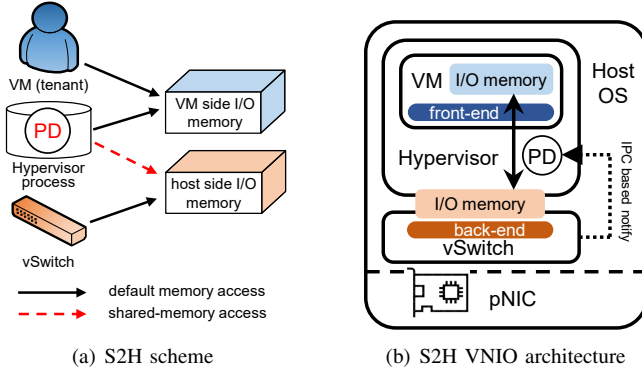 VM (tenant)
VM side I/O
memory
PD
Hypervisor
process
host side I/O
memory
vSwitch
default memory access
shared-memory access
(a) S2H scheme
Host
OS
VM
I/O memory
front-end
Hypervisor
PD
IPC based notify
I/O memory
back-end
vSwitch
pNIC
(b) S2H VNIO architecture